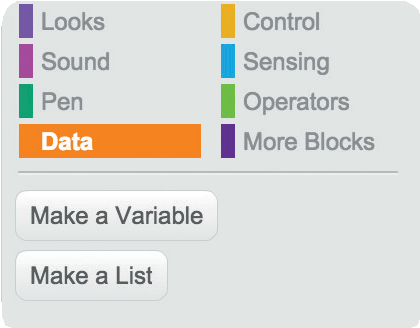 Looks Control
Sound Sensing
Pen Operators
Data More Blocks
Make a Variable
Make a List